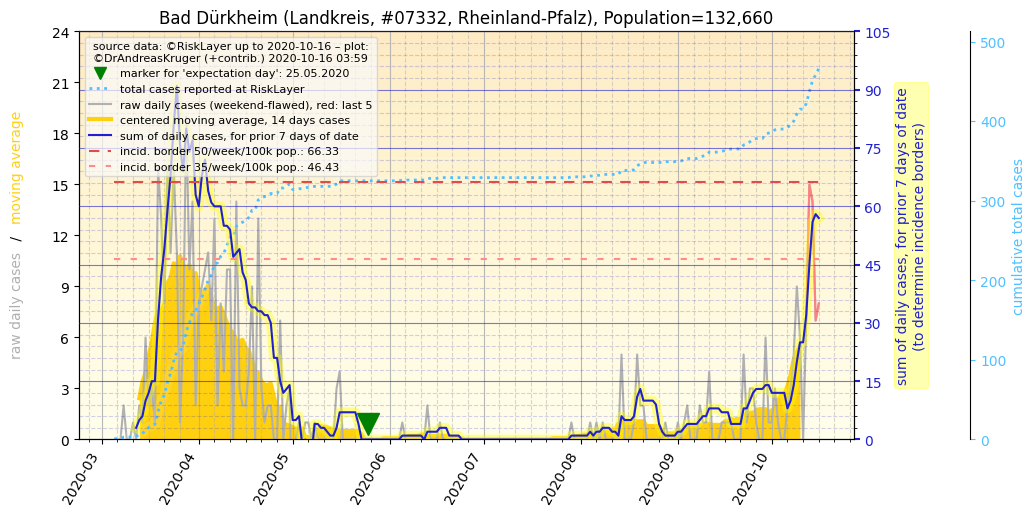 Bad Dürkheim (Landkreis, #07332, Rheinland-Pfalz), Population=132,660
source data: ©RiskLayer up to 2020-10-16 – plot:
©DrAndreasKruger (+contrib.) 2020-10-16 03:59
marker for 'expectation day': 25.05.2020
total cases reported at RiskLayer
raw daily cases (weekend-flawed), red: last 5
centered moving average, 14 days cases
sum of daily cases, for prior 7 days of date
incid. border 50/week/100k pop.: 66.33
incid. border 35/week/100k pop.: 46.43
raw daily cases / moving average
24
21
18
15
12
9
6
3
0
105
90
75
60
45
30
15
0
sum of daily cases, for prior 7 days of date
(to determine incidence borders)
500
400
300
200
100
0
cumulative total cases
2020-03
2020-04
2020-05
2020-06
2020-07
2020-08
2020-09
2020-10